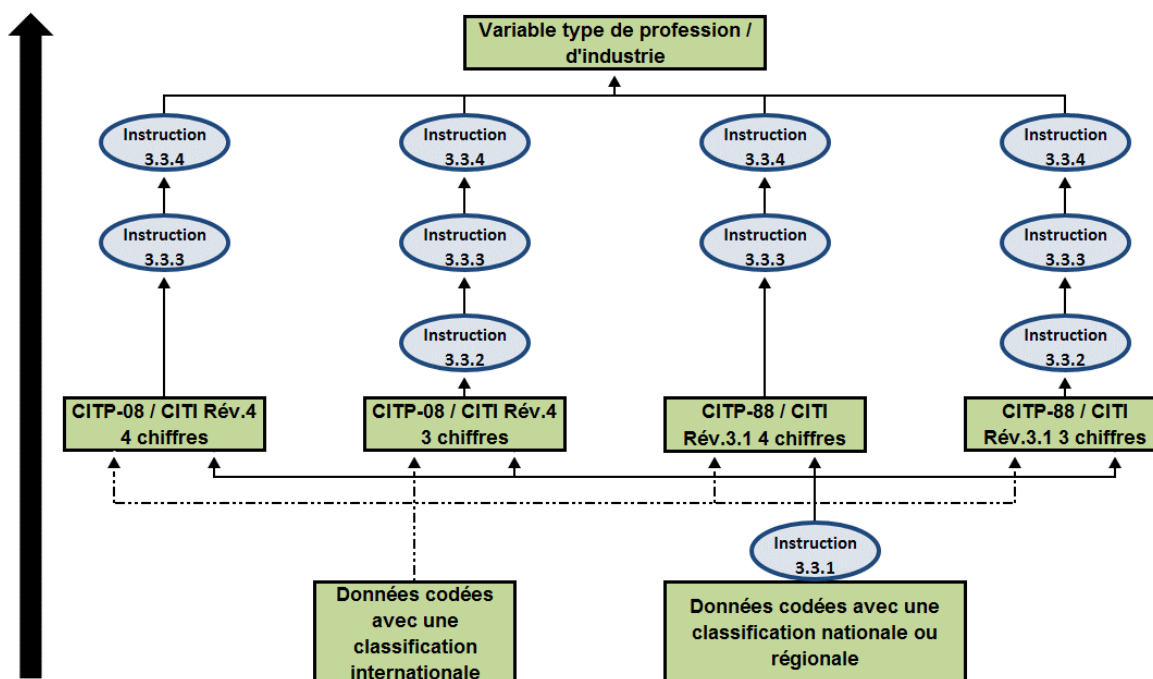 Variable type de profession /
d'industrie
Instruction
3.3.4
Instruction
3.3.4
Instruction
3.3.4
Instruction
3.3.4
Instruction
3.3.3
Instruction
3.3.3
Instruction
3.3.3
Instruction
3.3.3
Instruction
3.3.2
Instruction
3.3.2
CITP-08 / CITI Rév.4
4 chiffres
CITP-08 / CITI Rév.4
3 chiffres
CITP-88 / CITI
Rév.3.1 4 chiffres
CITP-88 / CITI
Rév.3.1 3 chiffres
Instruction
3.3.1
Données codées
avec une
classification
internationale
Données codées avec une
classification nationale ou
régionale